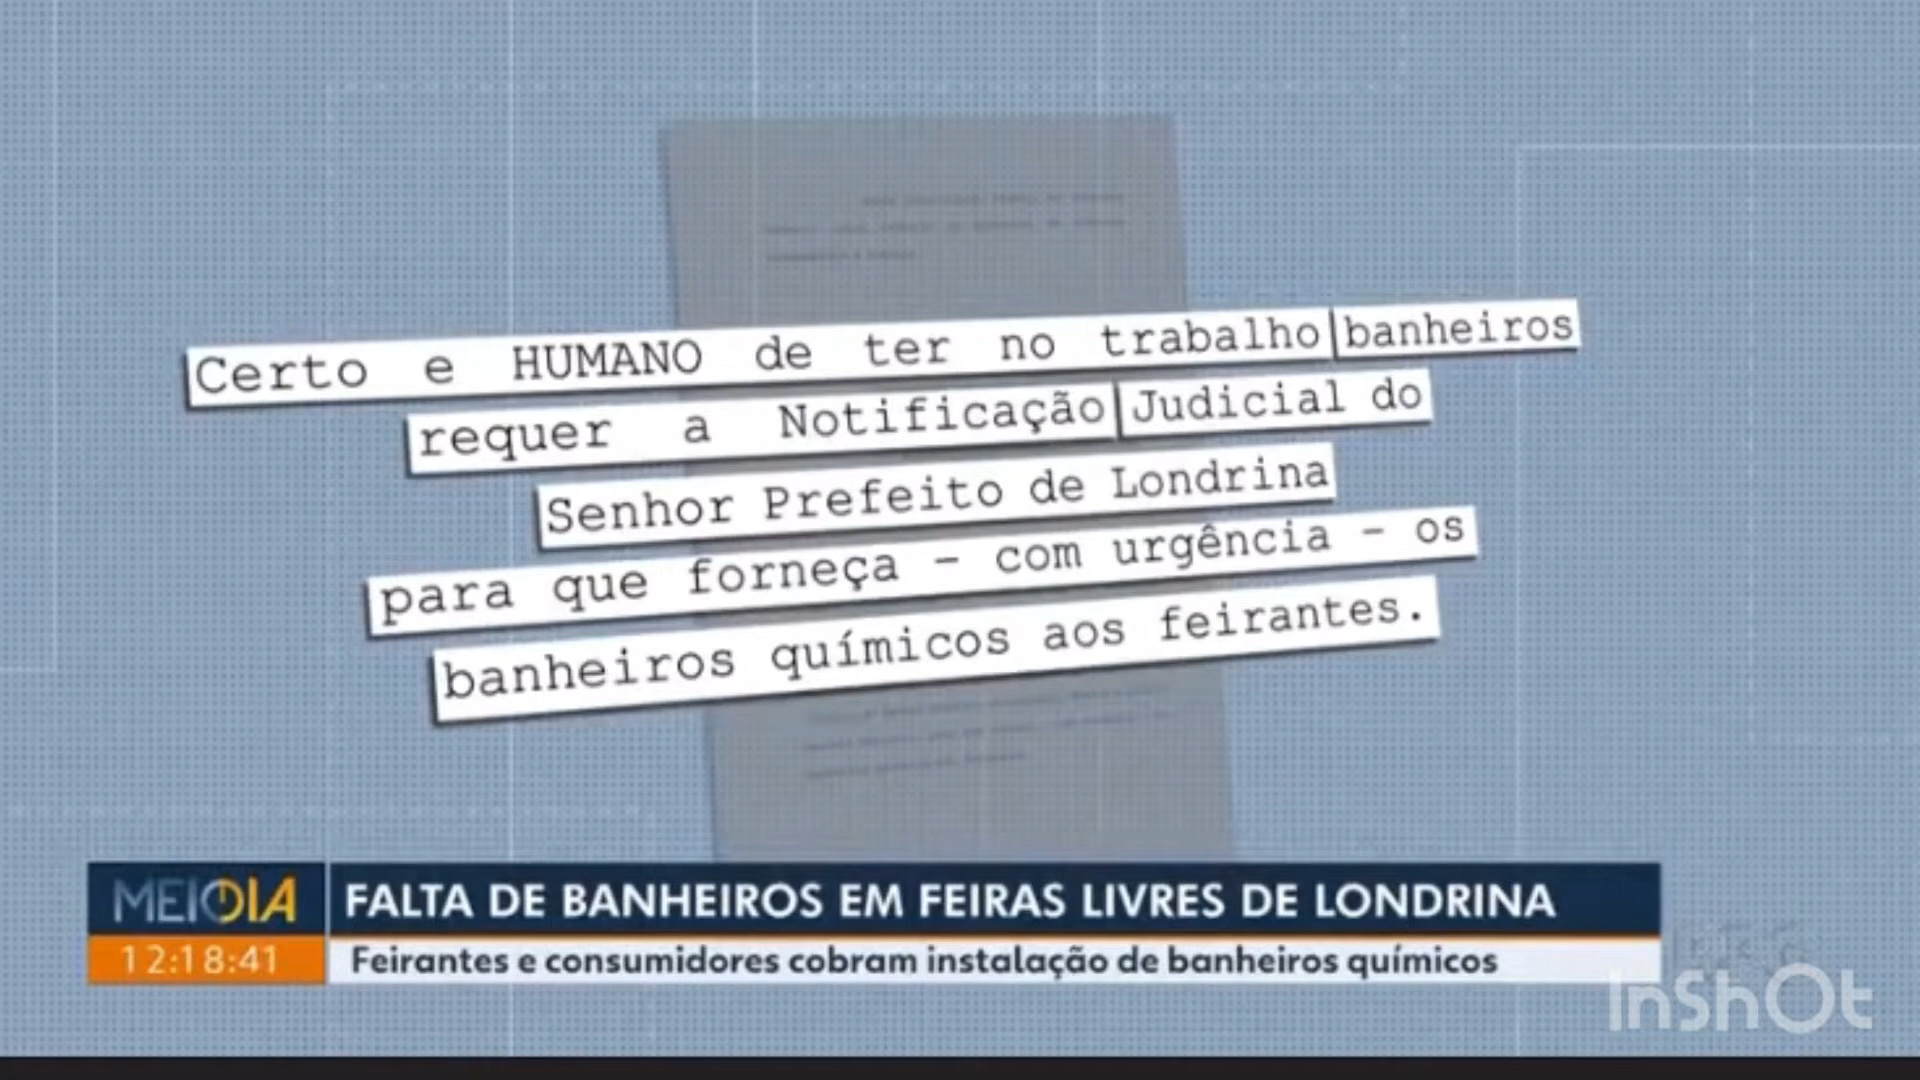 Certo e HUMANO de ter no trabalho banheiros
requer a Notificação Judicial do
Senhor Prefeito de Londrina
para que forneça - com urgência - os
banheiros químicos aos feirantes.
MEIODIA
FALTA DE BANHEIROS EM FEIRAS LIVRES DE LONDRINA
12:18:41
Feirantes e consumidores cobram instalação de banheiros químicos
InShOt